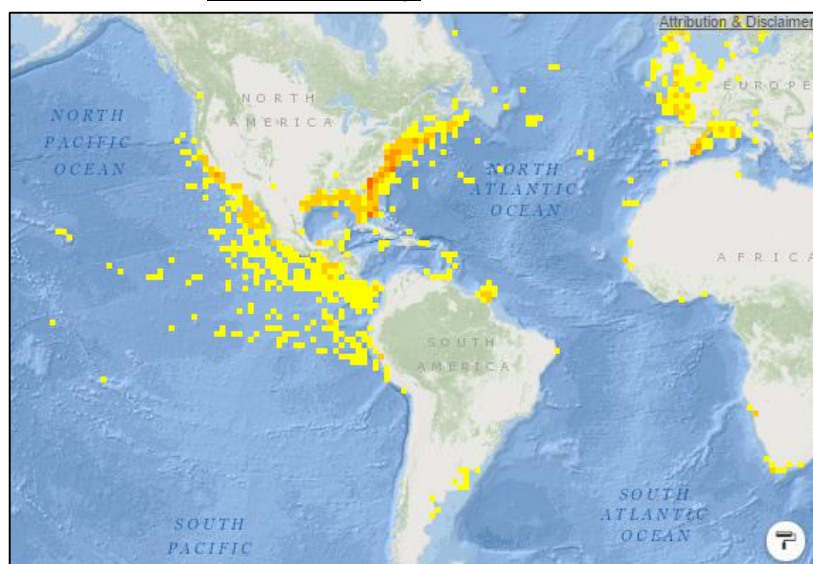 Attribution & Disclaimer
NORTH
AMERICA
EUROPE
NORTH
PACIFIC
OCEAN
NORTH
ATLANTIC
OCEAN
AFRICA
SOUTH
AMERICA
SOUTH
ATLANTIC
OCEAN
SOUTH
PACIFIC